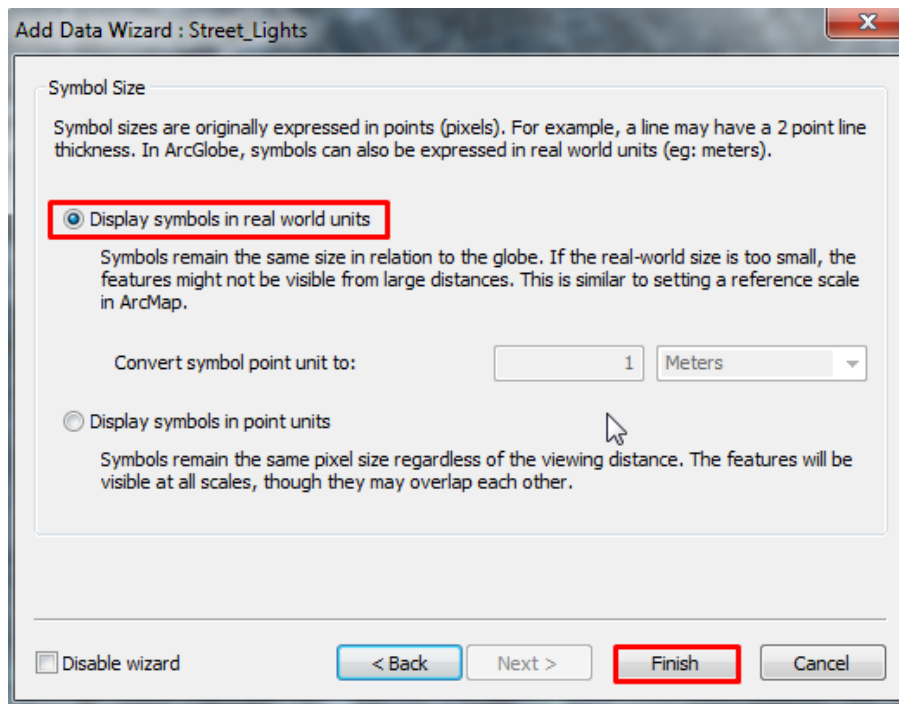 Add Data Wizard : Street_Lights
X
Symbol Size
Symbol sizes are originally expressed in points (pixels). For example, a line may have a 2 point line
thickness. In ArcGlobe, symbols can also be expressed in real world units (eg: meters).
Display symbols in real world units
Symbols remain the same size in relation to the globe. If the real-world size is too small, the
features might not be visible from large distances. This is similar to setting a reference scale
in ArcMap.
Convert symbol point unit to: 1 Meters
Display symbols in point units
Symbols remain the same pixel size regardless of the viewing distance. The features will be
visible at all scales, though they may overlap each other.
Disable wizard < Back Next > Finish Cancel